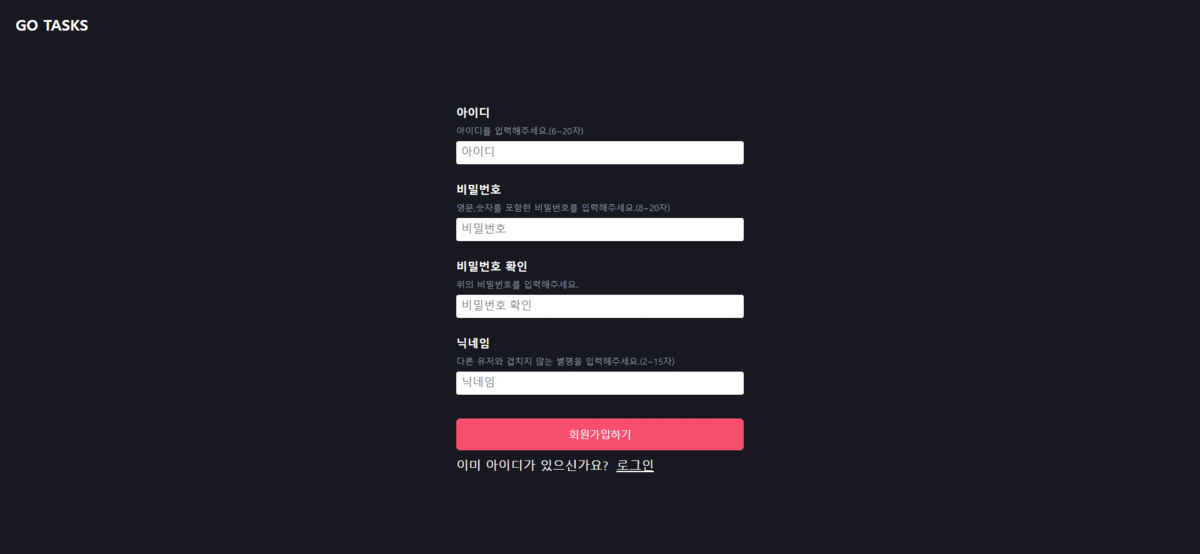 GO TASKS
아이디
아이디를 입력해주세요.(6~20자)
아이디
비밀번호
영문,숫자를 포함한 비밀번호를 입력해주세요.(8~20자)
비밀번호
비밀번호 확인
위의 비밀번호를 입력해주세요.
비밀번호 확인
닉네임
다른 유저와 겹치지 않는 별명을 입력해주세요.(2~15자)
닉네임
회원가입하기
이미 아이디가 있으신가요? 로그인